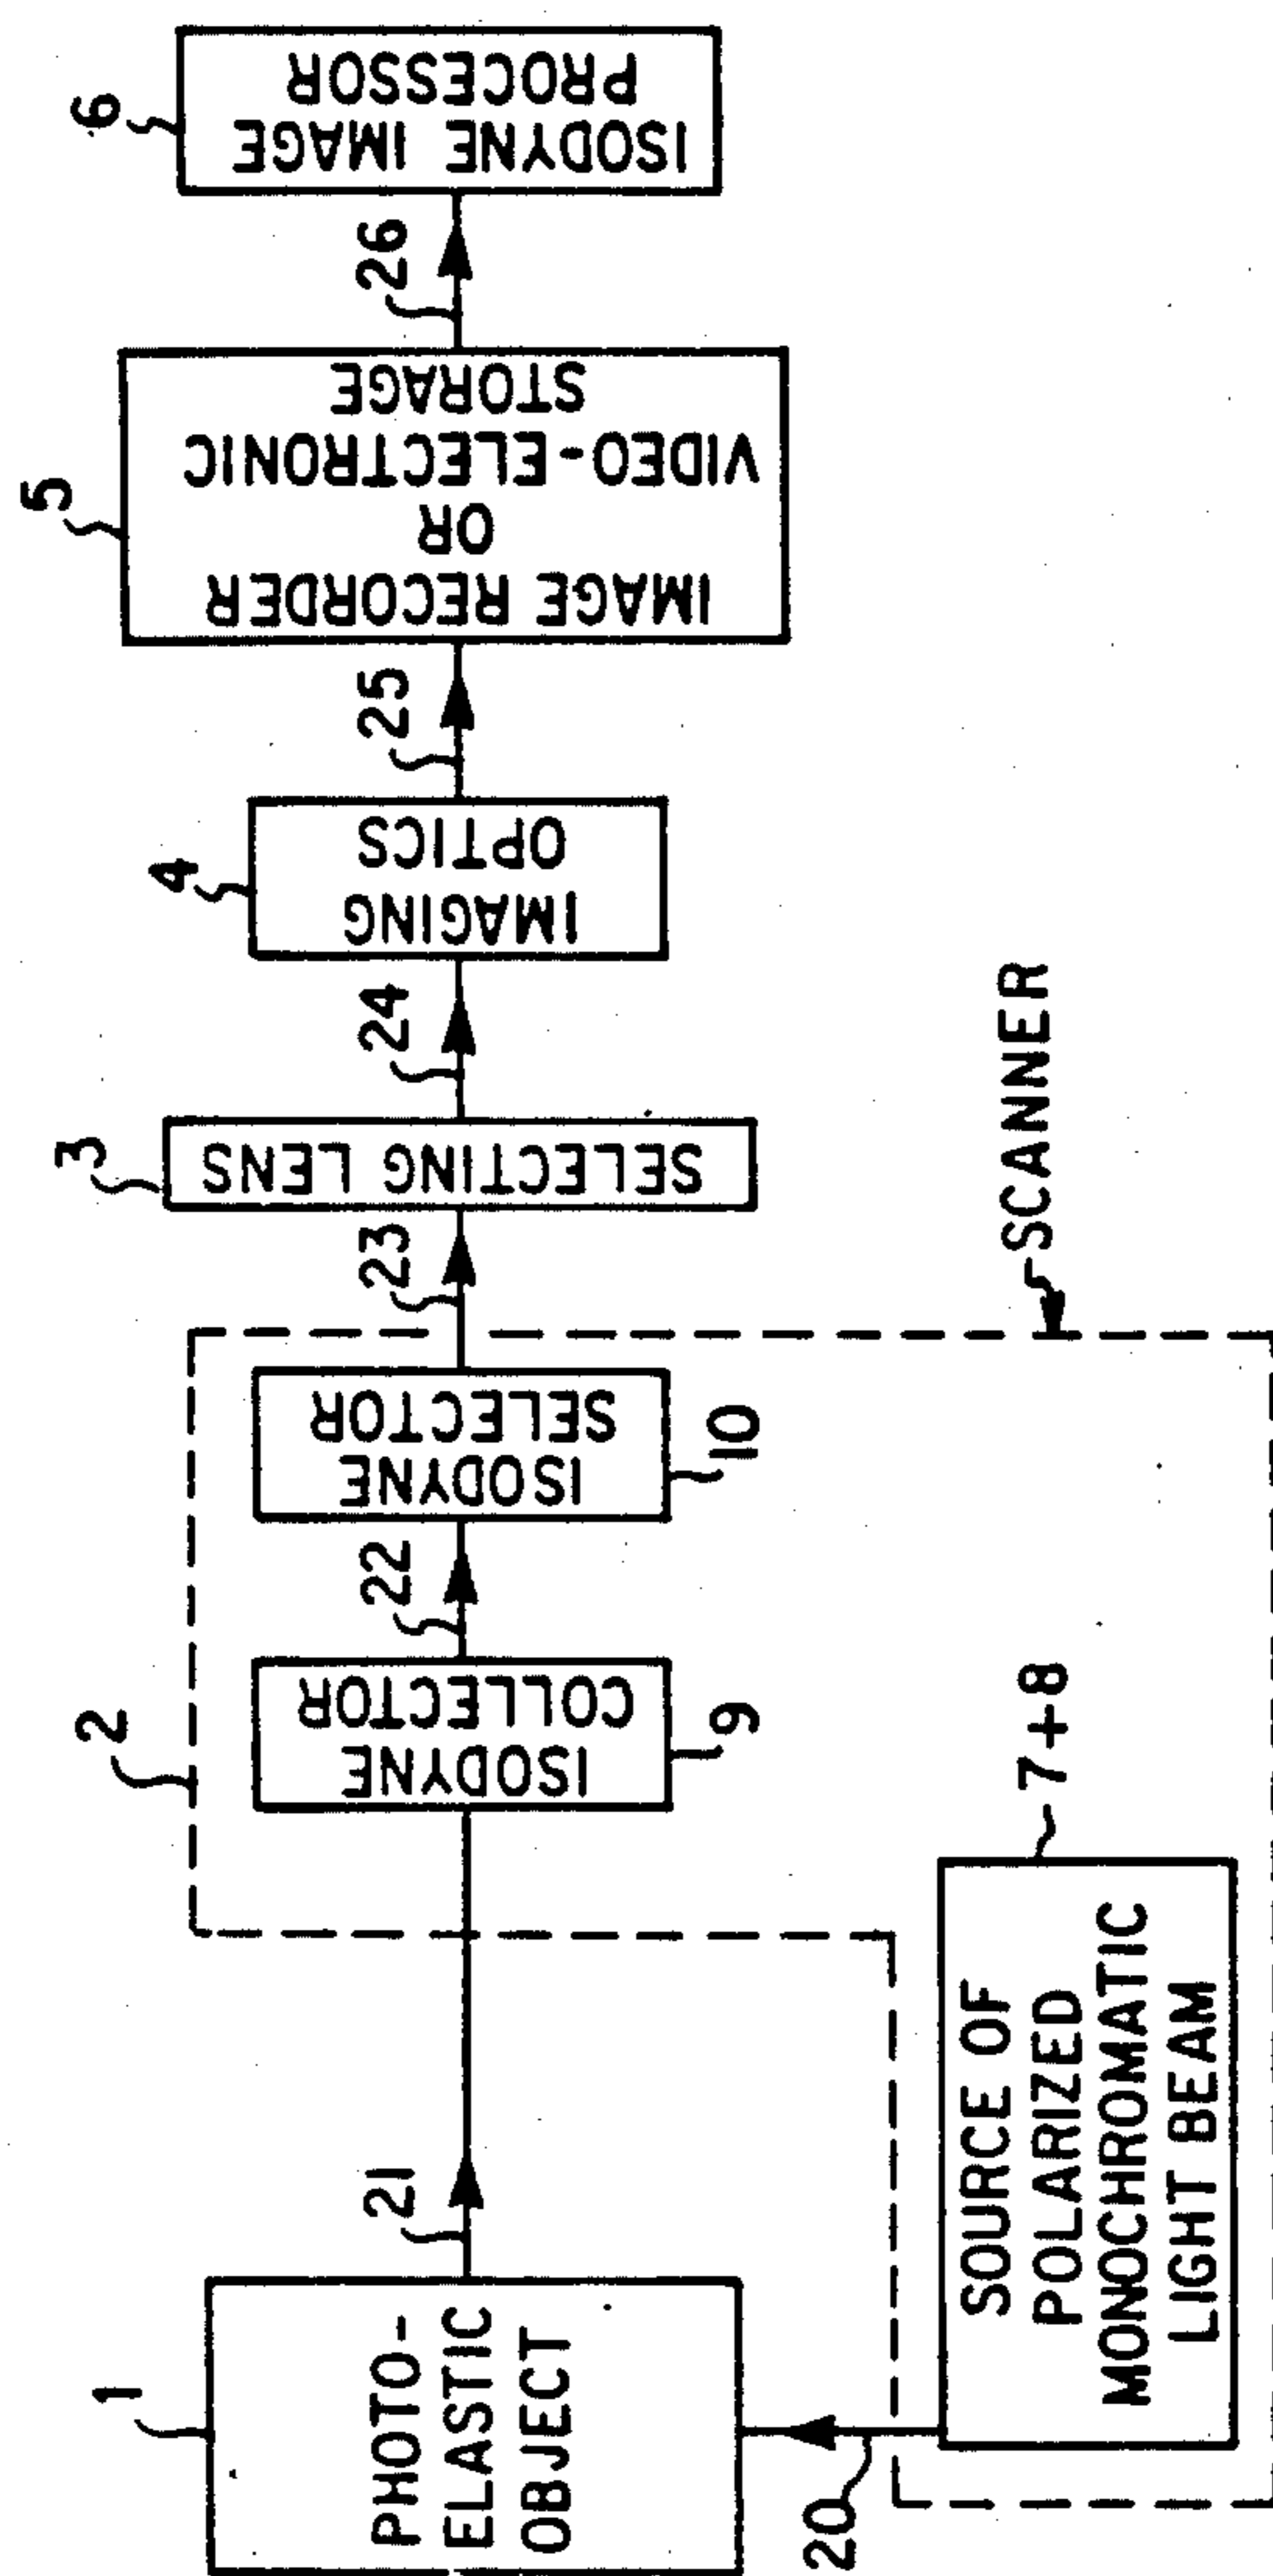 1
PHOTO-
ELASTIC
OBJECT
20
21
SOURCE OF
POLARIZED
MONOCHROMATIC
LIGHT BEAM
7+8
2
ISODYNE
COLLECTOR
9
22
ISODYNE
SELECTOR
10
SCANNER
23
3
SELECTING LENS
24
4
IMAGING
OPTICS
25
5
IMAGE RECORDER
OR
VIDEO-ELECTRONIC
STORAGE
26
6
ISODYNE IMAGE
PROCESSOR